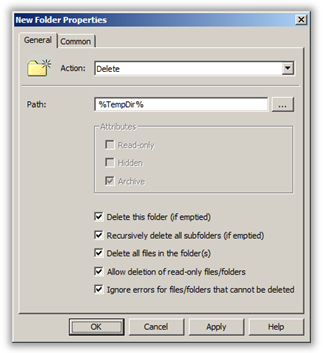 New Folder Properties
General
Common
Action:
Delete
Path:
%TempDir%
...
Attributes
Read-only
Hidden
Archive
Delete this folder (if emptied)
Recursively delete all subfolders (if emptied)
Delete all files in the folder(s)
Allow deletion of read-only files/folders
Ignore errors for files/folders that cannot be deleted
OK
Cancel
Apply
Help